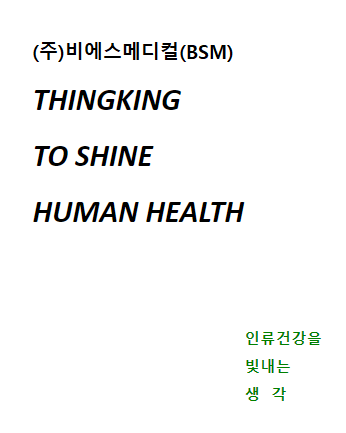 (주)비에스메디컬(BSM)
THINGKING
TO SHINE
HUMAN HEALTH
인류건강을
빛내는
생 각